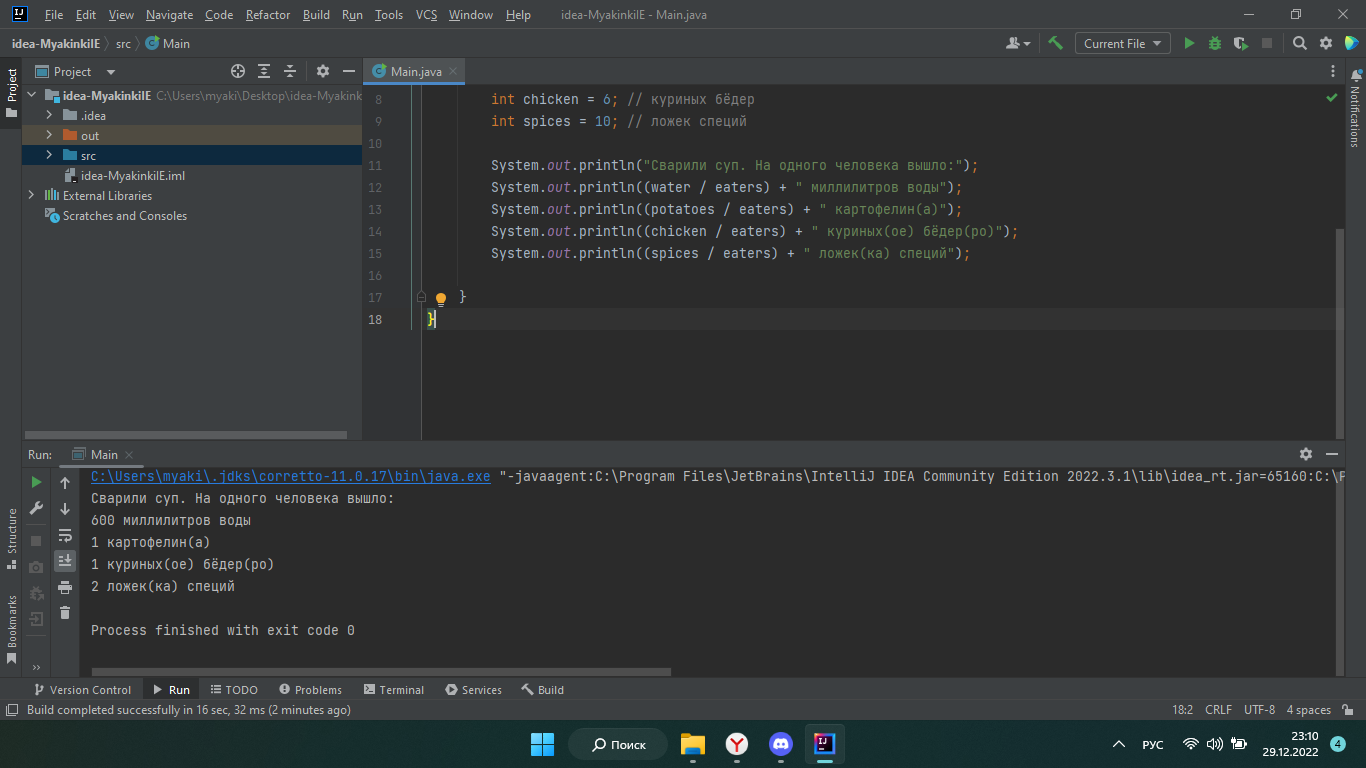 File Edit View Navigate Code Refactor Build Run Tools VCS Window Help idea-MyakinkilE - Main.java
idea-MyakinkilE src Main Current File
Project
Project Main.java
idea-MyakinkilE C:\Users\myaki\Desktop\idea-Myakink
.idea
out
src
idea-MyakinkilE.iml
External Libraries
Scratches and Consoles
8 int chicken = 6; // куриных бёдер
9 int spices = 10; // ложек специй
10
11 System.out.println("Сварили суп. На одного человека вышло:");
12 System.out.println((water / eaters) + " миллилитров воды");
13 System.out.println((potatoes / eaters) + " картофелин(а)");
14 System.out.println((chicken / eaters) + " куриных(ое) бёдер(ро)");
15 System.out.println((spices / eaters) + " ложек(ка) специй");
16
17 }
18 }
Notifications
Run: Main
C:\Users\myaki\.jdks\corretto-11.0.17\bin\java.exe "-javaagent:C:\Program Files\JetBrains\IntelliJ IDEA Community Edition 2022.3.1\lib\idea_rt.jar=65160:C:\P
Сварили суп. На одного человека вышло:
600 миллилитров воды
1 картофелин(а)
1 куриных(ое) бёдер(ро)
2 ложек(ка) специй
Process finished with exit code 0
Structure
Bookmarks
Version Control Run TODO Problems Terminal Services Build
Build completed successfully in 16 sec, 32 ms (2 minutes ago) 18:2 CRLF UTF-8 4 spaces
Поиск РУС 23:10
29.12.2022 4